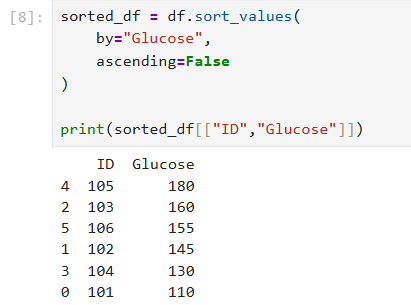 [8]: sorted_df = df.sort_values(
    by="Glucose",
    ascending=False
)
print(sorted_df[["ID","Glucose"]])
    ID  Glucose
4  105      180
2  103      160
5  106      155
1  102      145
3  104      130
0  101      110